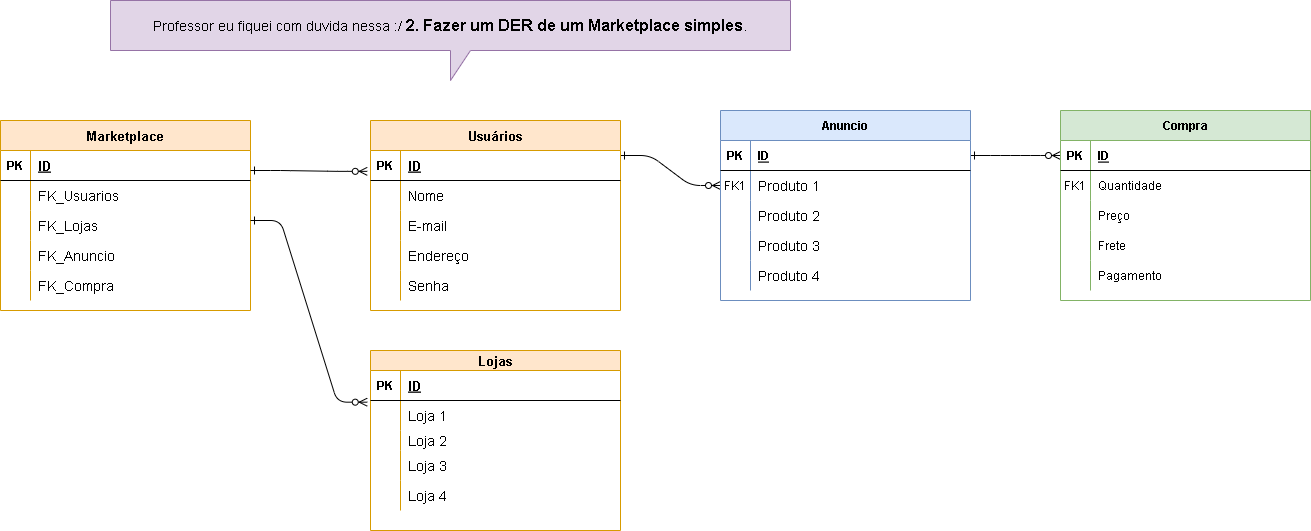 Professor eu fiquei com duvida nessa :/ 2. Fazer um DER de um Marketplace simples.
Marketplace
PK ID
FK_Usuarios
FK_Lojas
FK_Anuncio
FK_Compra
Usuários
PK ID
Nome
E-mail
Endereço
Senha
Anuncio
PK ID
FK1 Produto 1
Produto 2
Produto 3
Produto 4
Compra
PK ID
FK1 Quantidade
Preço
Frete
Pagamento
Lojas
PK ID
Loja 1
Loja 2
Loja 3
Loja 4